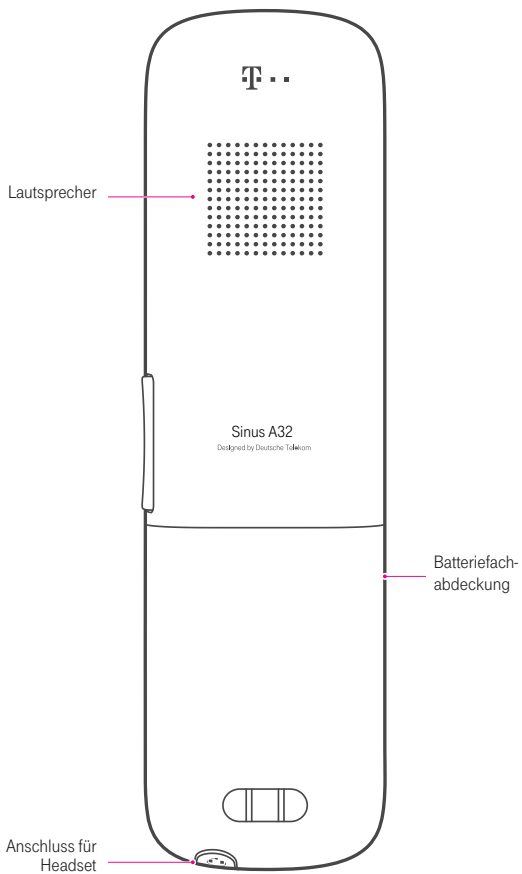 T
Lautsprecher
Sinus A32
Designed by Deutsche Telekom
Batteriefach-
abdeckung
Anschluss für
Headset